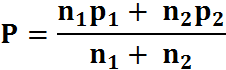 P = (n₁p₁ + n₂p₂) / (n₁ + n₂)